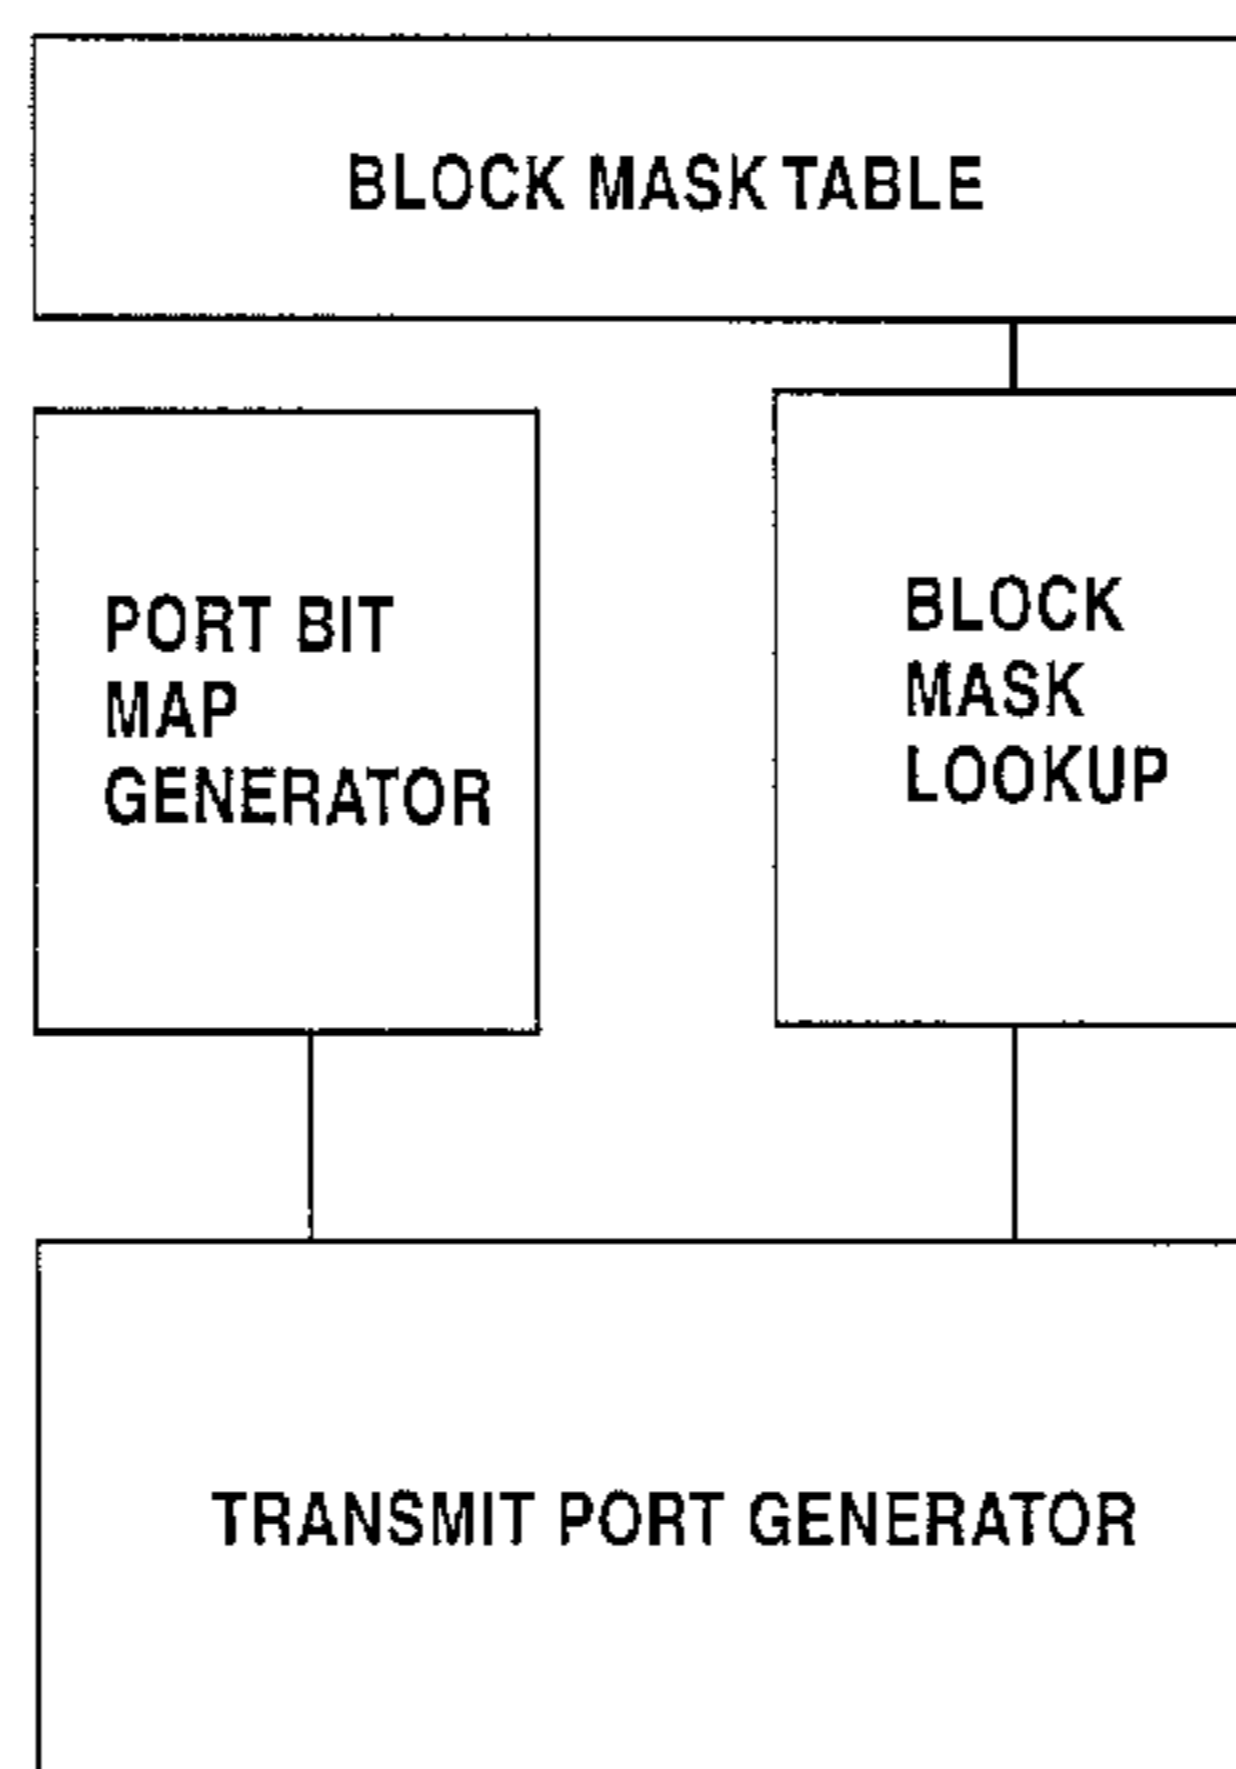 BLOCK MASK TABLE
PORT BIT
MAP
GENERATOR
BLOCK
MASK
LOOKUP
TRANSMIT PORT GENERATOR